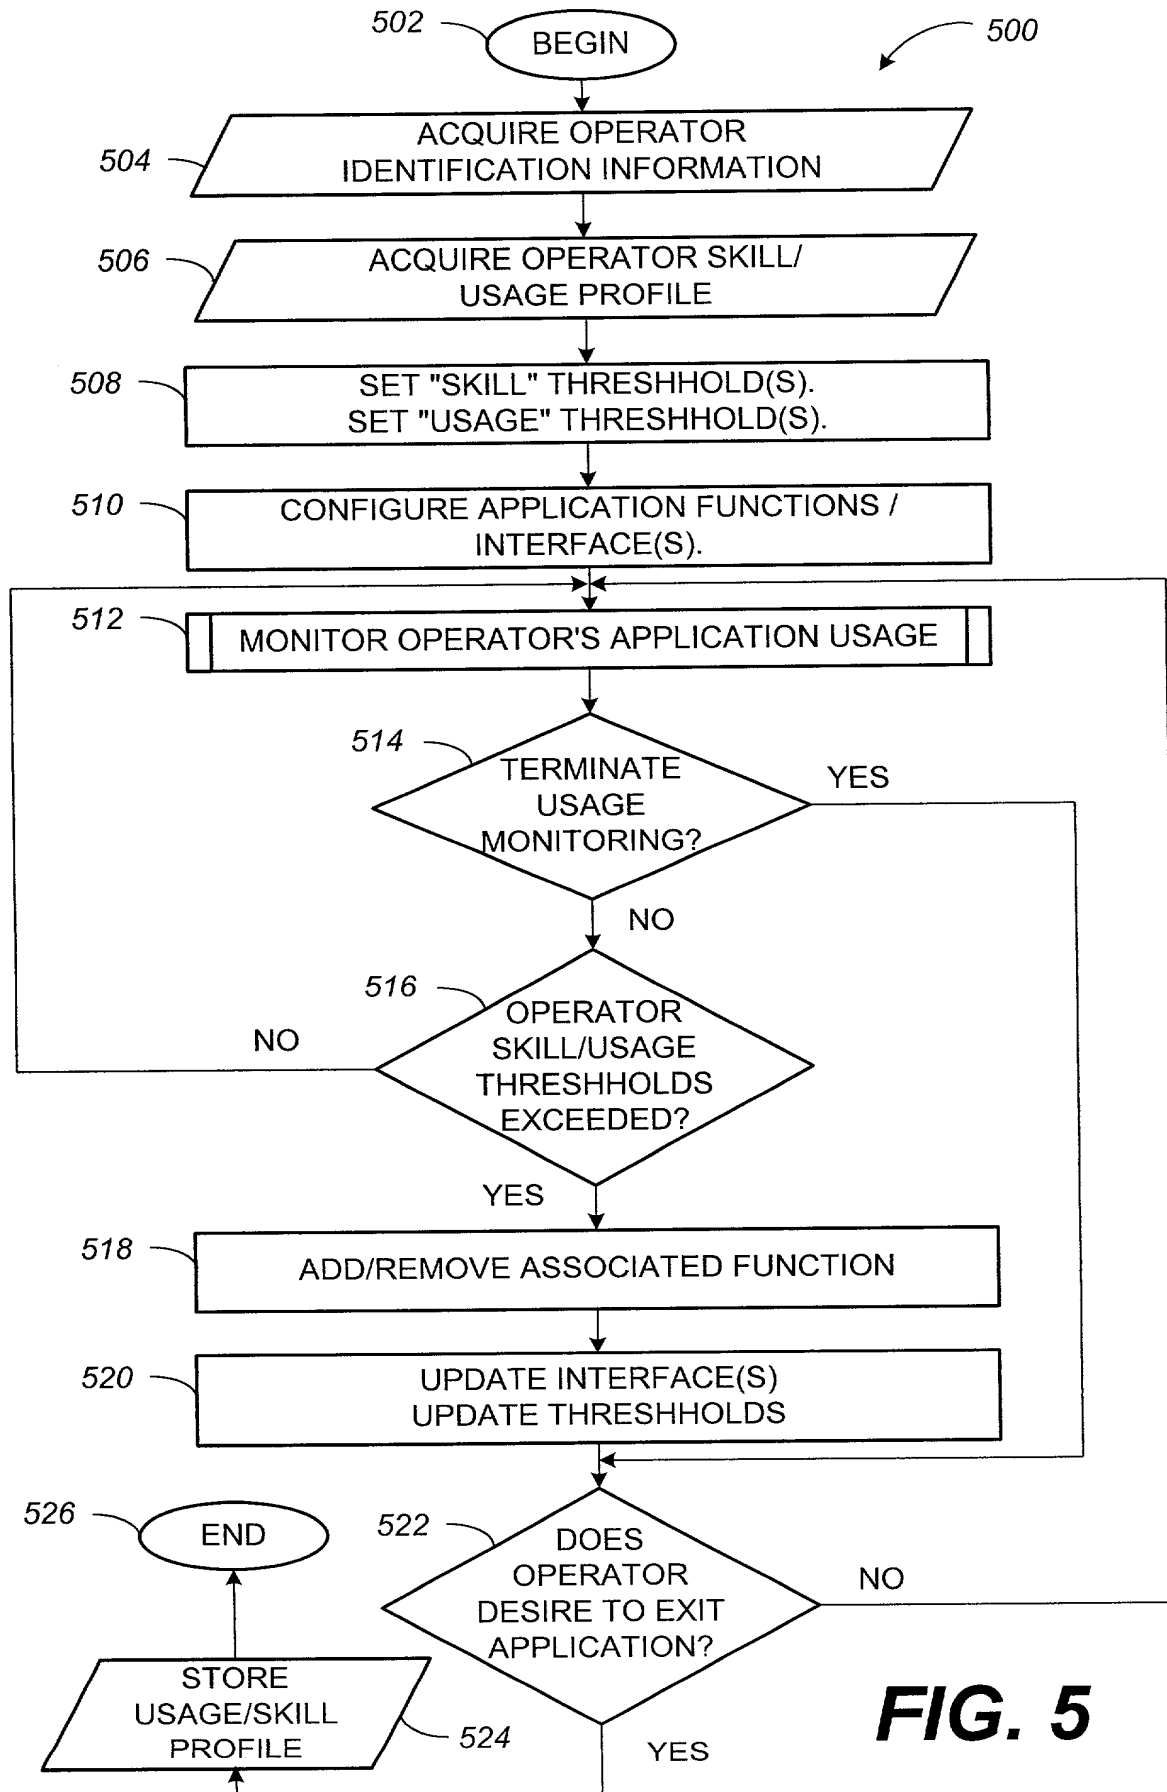 502
BEGIN
500
504
ACQUIRE OPERATOR
IDENTIFICATION INFORMATION
506
ACQUIRE OPERATOR SKILL/
USAGE PROFILE
508
SET "SKILL" THRESHHOLD(S).
SET "USAGE" THRESHHOLD(S).
510
CONFIGURE APPLICATION FUNCTIONS /
INTERFACE(S).
512
MONITOR OPERATOR'S APPLICATION USAGE
514
TERMINATE
USAGE
MONITORING?
YES
NO
516
OPERATOR
SKILL/USAGE
THRESHHOLDS
EXCEEDED?
NO
YES
518
ADD/REMOVE ASSOCIATED FUNCTION
520
UPDATE INTERFACE(S)
UPDATE THRESHHOLDS
522
DOES
OPERATOR
DESIRE TO EXIT
APPLICATION?
NO
YES
526
END
STORE
USAGE/SKILL
PROFILE
524
FIG. 5